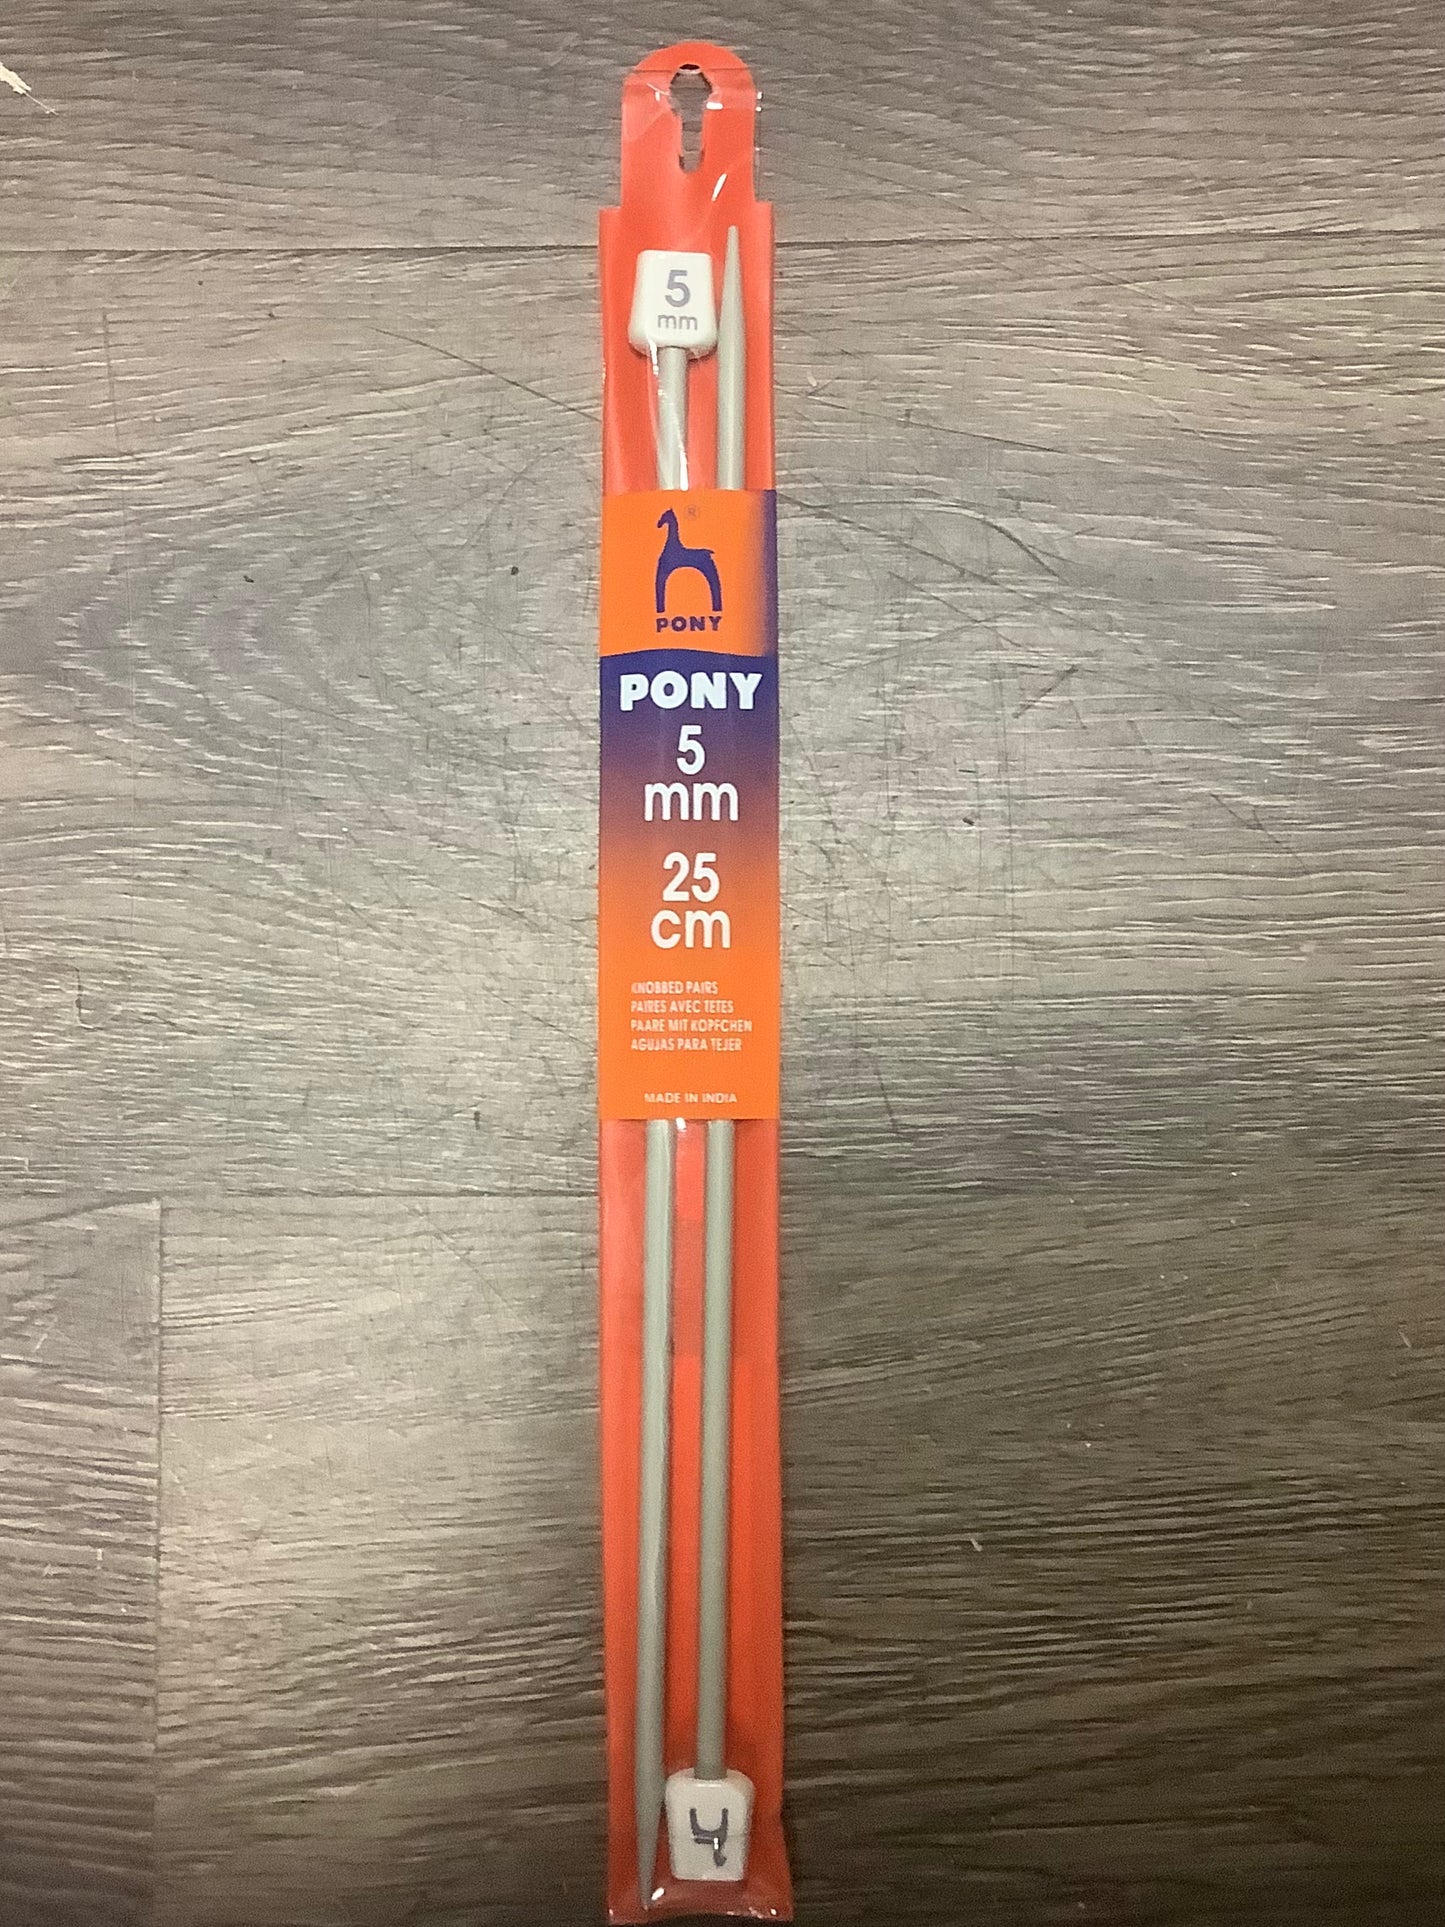 5
mm
®
PONY
PONY
5
mm
25
cm
KNOBBED PAIRS
PAIRES AVEC TETES
PAARE MIT KOPFCHEN
AGUJAS PARA TEJER
MADE IN INDIA